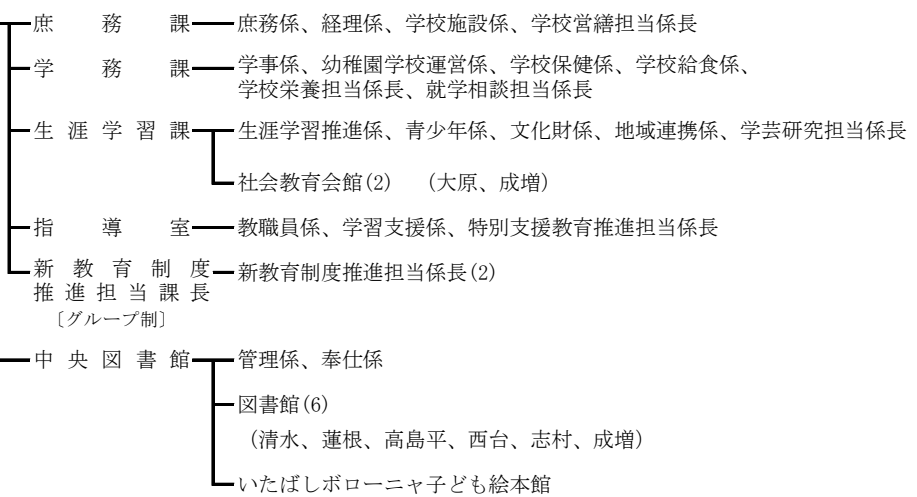 庶務課 庶務係、経理係、学校施設係、学校営繕担当係長
学務課 学事係、幼稚園学校運営係、学校保健係、学校給食係、
学校栄養担当係長、就学相談担当係長
生涯学習課 生涯学習推進係、青少年係、文化財係、地域連携係、学芸研究担当係長
社会教育会館(2) (大原、成増)
指導室 教職員係、学習支援係、特別支援教育推進担当係長
新教育制度 新教育制度推進担当係長(2)
推進担当課長
〔グループ制〕
中央図書館 管理係、奉仕係
図書館(6)
(清水、蓮根、高島平、西台、志村、成増)
いたばしボローニャ子ども絵本館